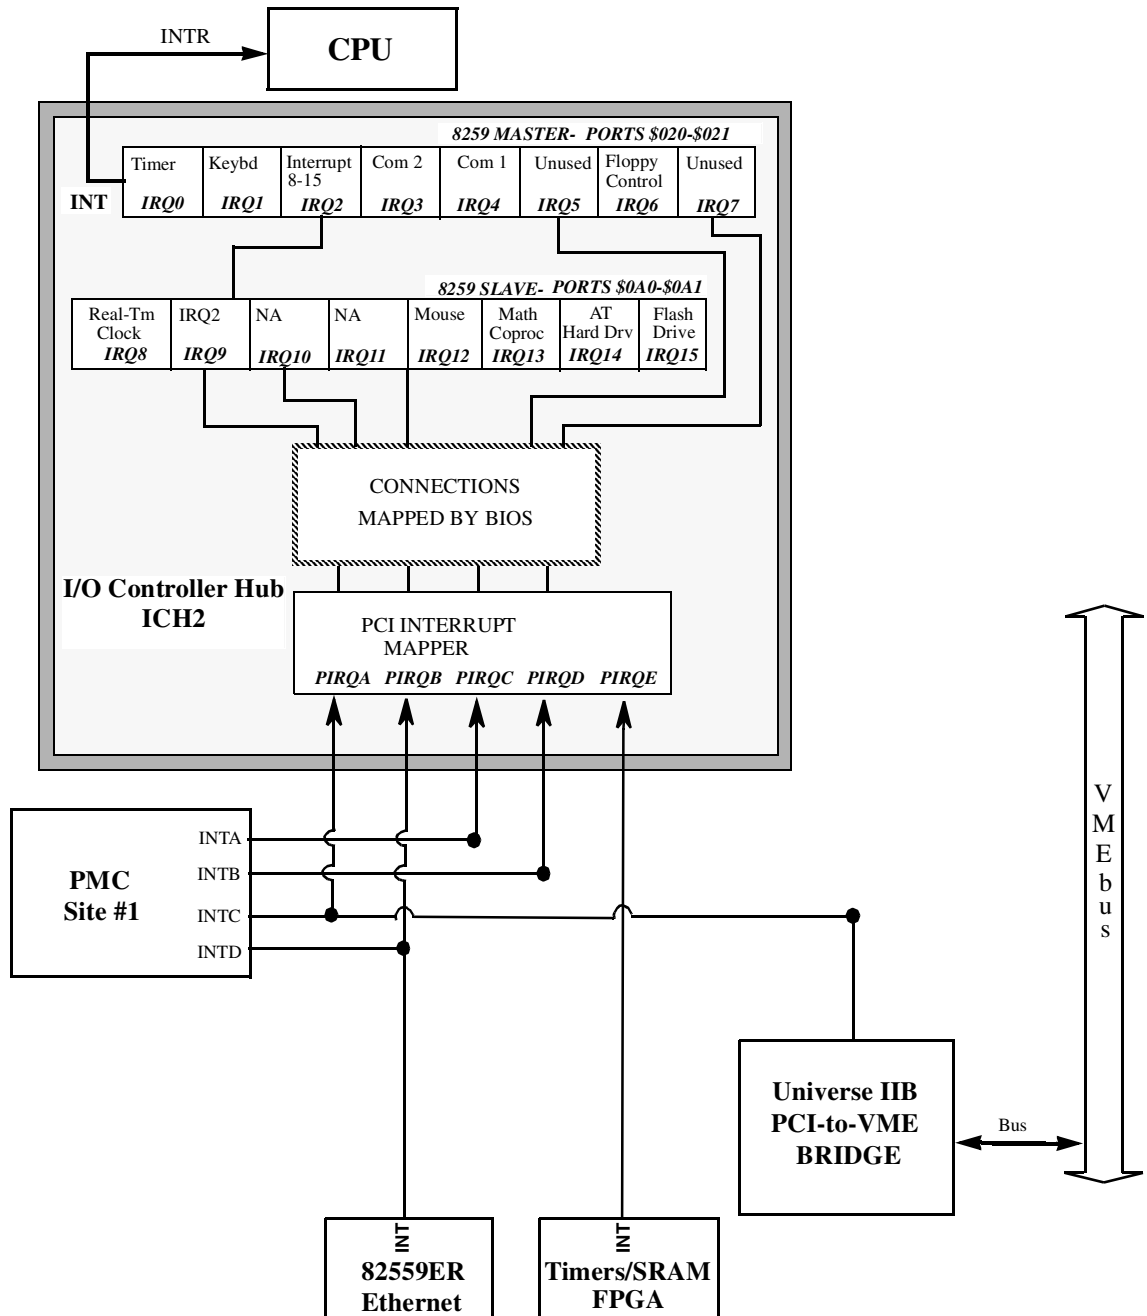 INTR
CPU
8259 MASTER- PORTS $020-$021
Timer Keybd Interrupt 8-15 Com 2 Com 1 Unused Floppy Control Unused
INT IRQ0 IRQ1 IRQ2 IRQ3 IRQ4 IRQ5 IRQ6 IRQ7
8259 SLAVE- PORTS $0A0-$0A1
Real-Tm Clock IRQ2 NA NA Mouse Math Coproc AT Hard Drv Flash Drive
IRQ8 IRQ9 IRQ10 IRQ11 IRQ12 IRQ13 IRQ14 IRQ15
CONNECTIONS
MAPPED BY BIOS
I/O Controller Hub
ICH2
PCI INTERRUPT
MAPPER
PIRQA PIRQB PIRQC PIRQD PIRQE
PMC
Site #1
INTA
INTB
INTC
INTD
VMEbus
Universe IIB
PCI-to-VME
BRIDGE
Bus
INT
82559ER
Ethernet
INT
Timers/SRAM
FPGA